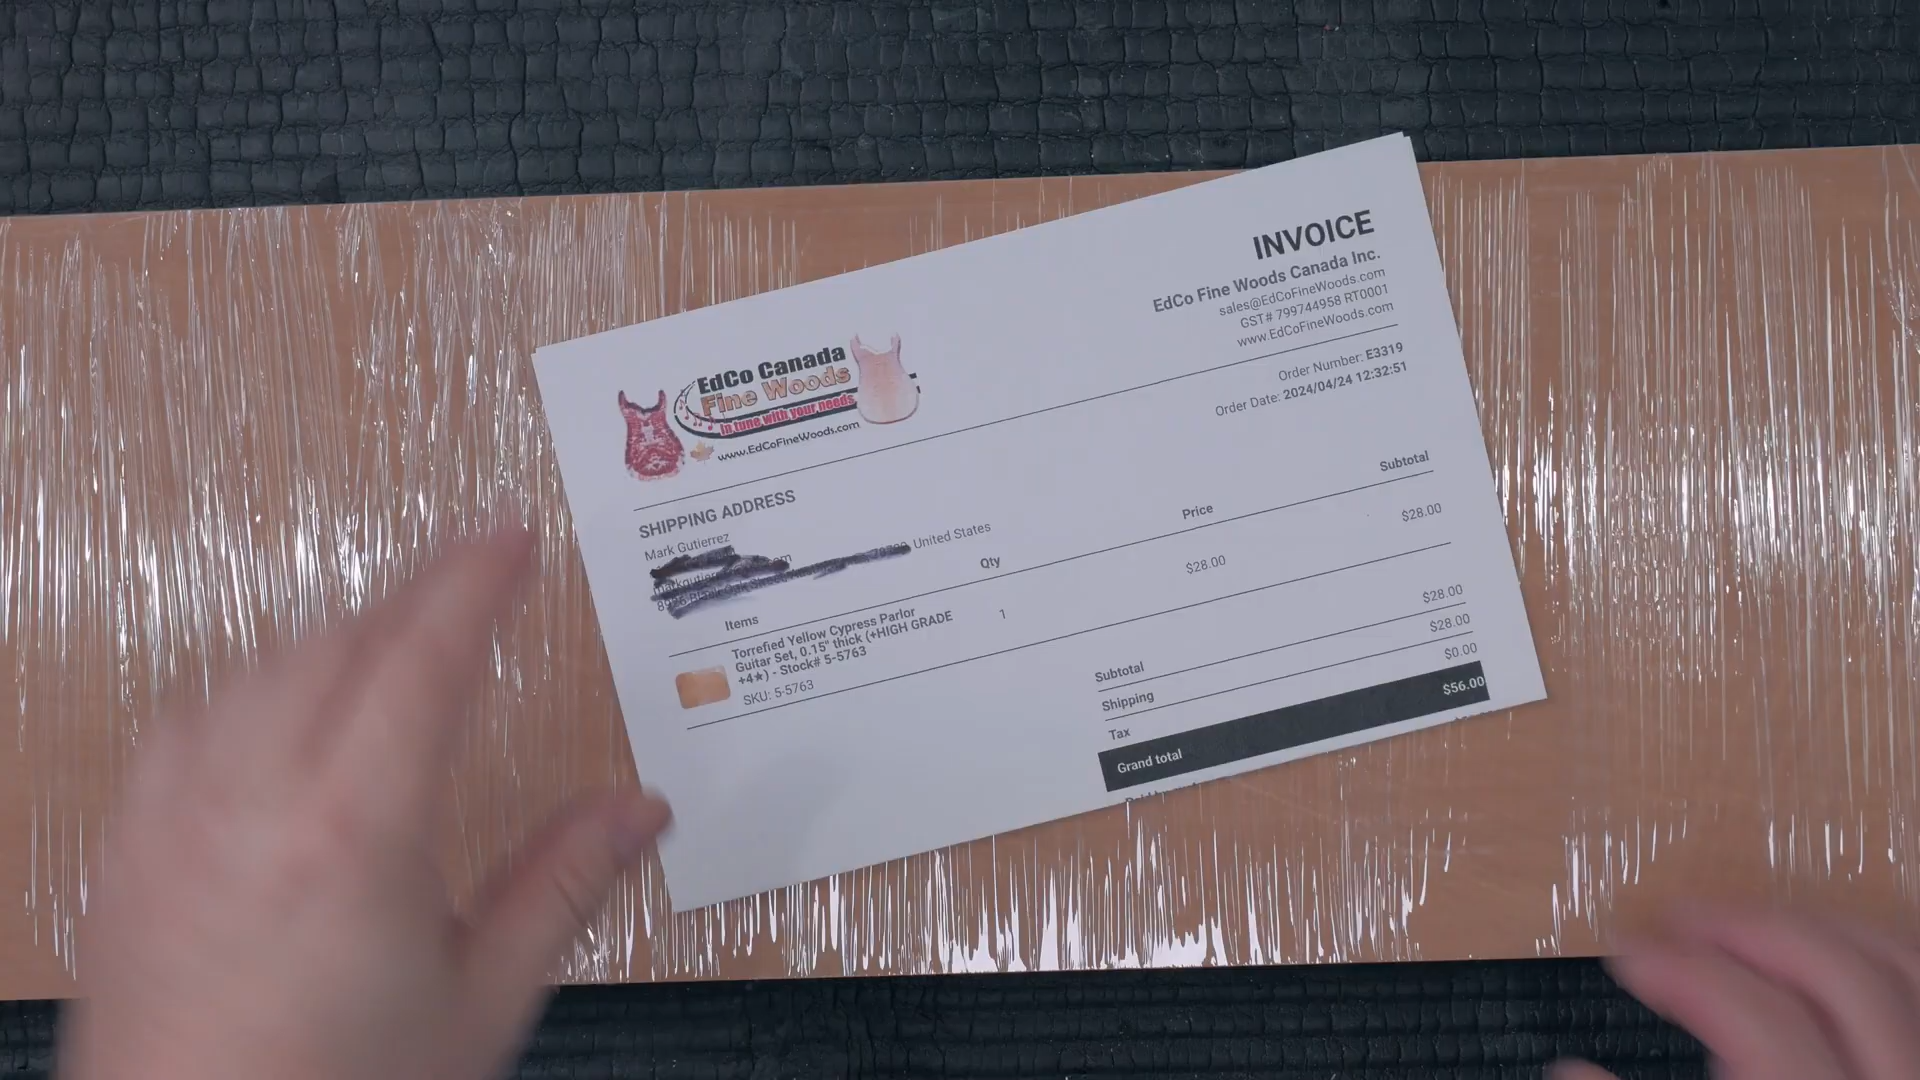 INVOICE
EdCo Fine Woods Canada Inc.
sales@EdCoFineWoods.com
GST# 799744958 RT0001
www.EdCoFineWoods.com
EdCo Canada
Fine Woods
in tune with your needs
www.EdCoFineWoods.com
Order Number: E3319
Order Date: 2024/04/24 12:32:51
SHIPPING ADDRESS
Mark Gutierrez
United States
Items Qty Price Subtotal
Torrefied Yellow Cypress Parlor
Guitar Set, 0.15" thick (+HIGH GRADE
+4★) - Stock# 5-5763
SKU: 5-5763
1 $28.00 $28.00
Subtotal $28.00
Shipping $28.00
Tax $0.00
Grand total $56.00